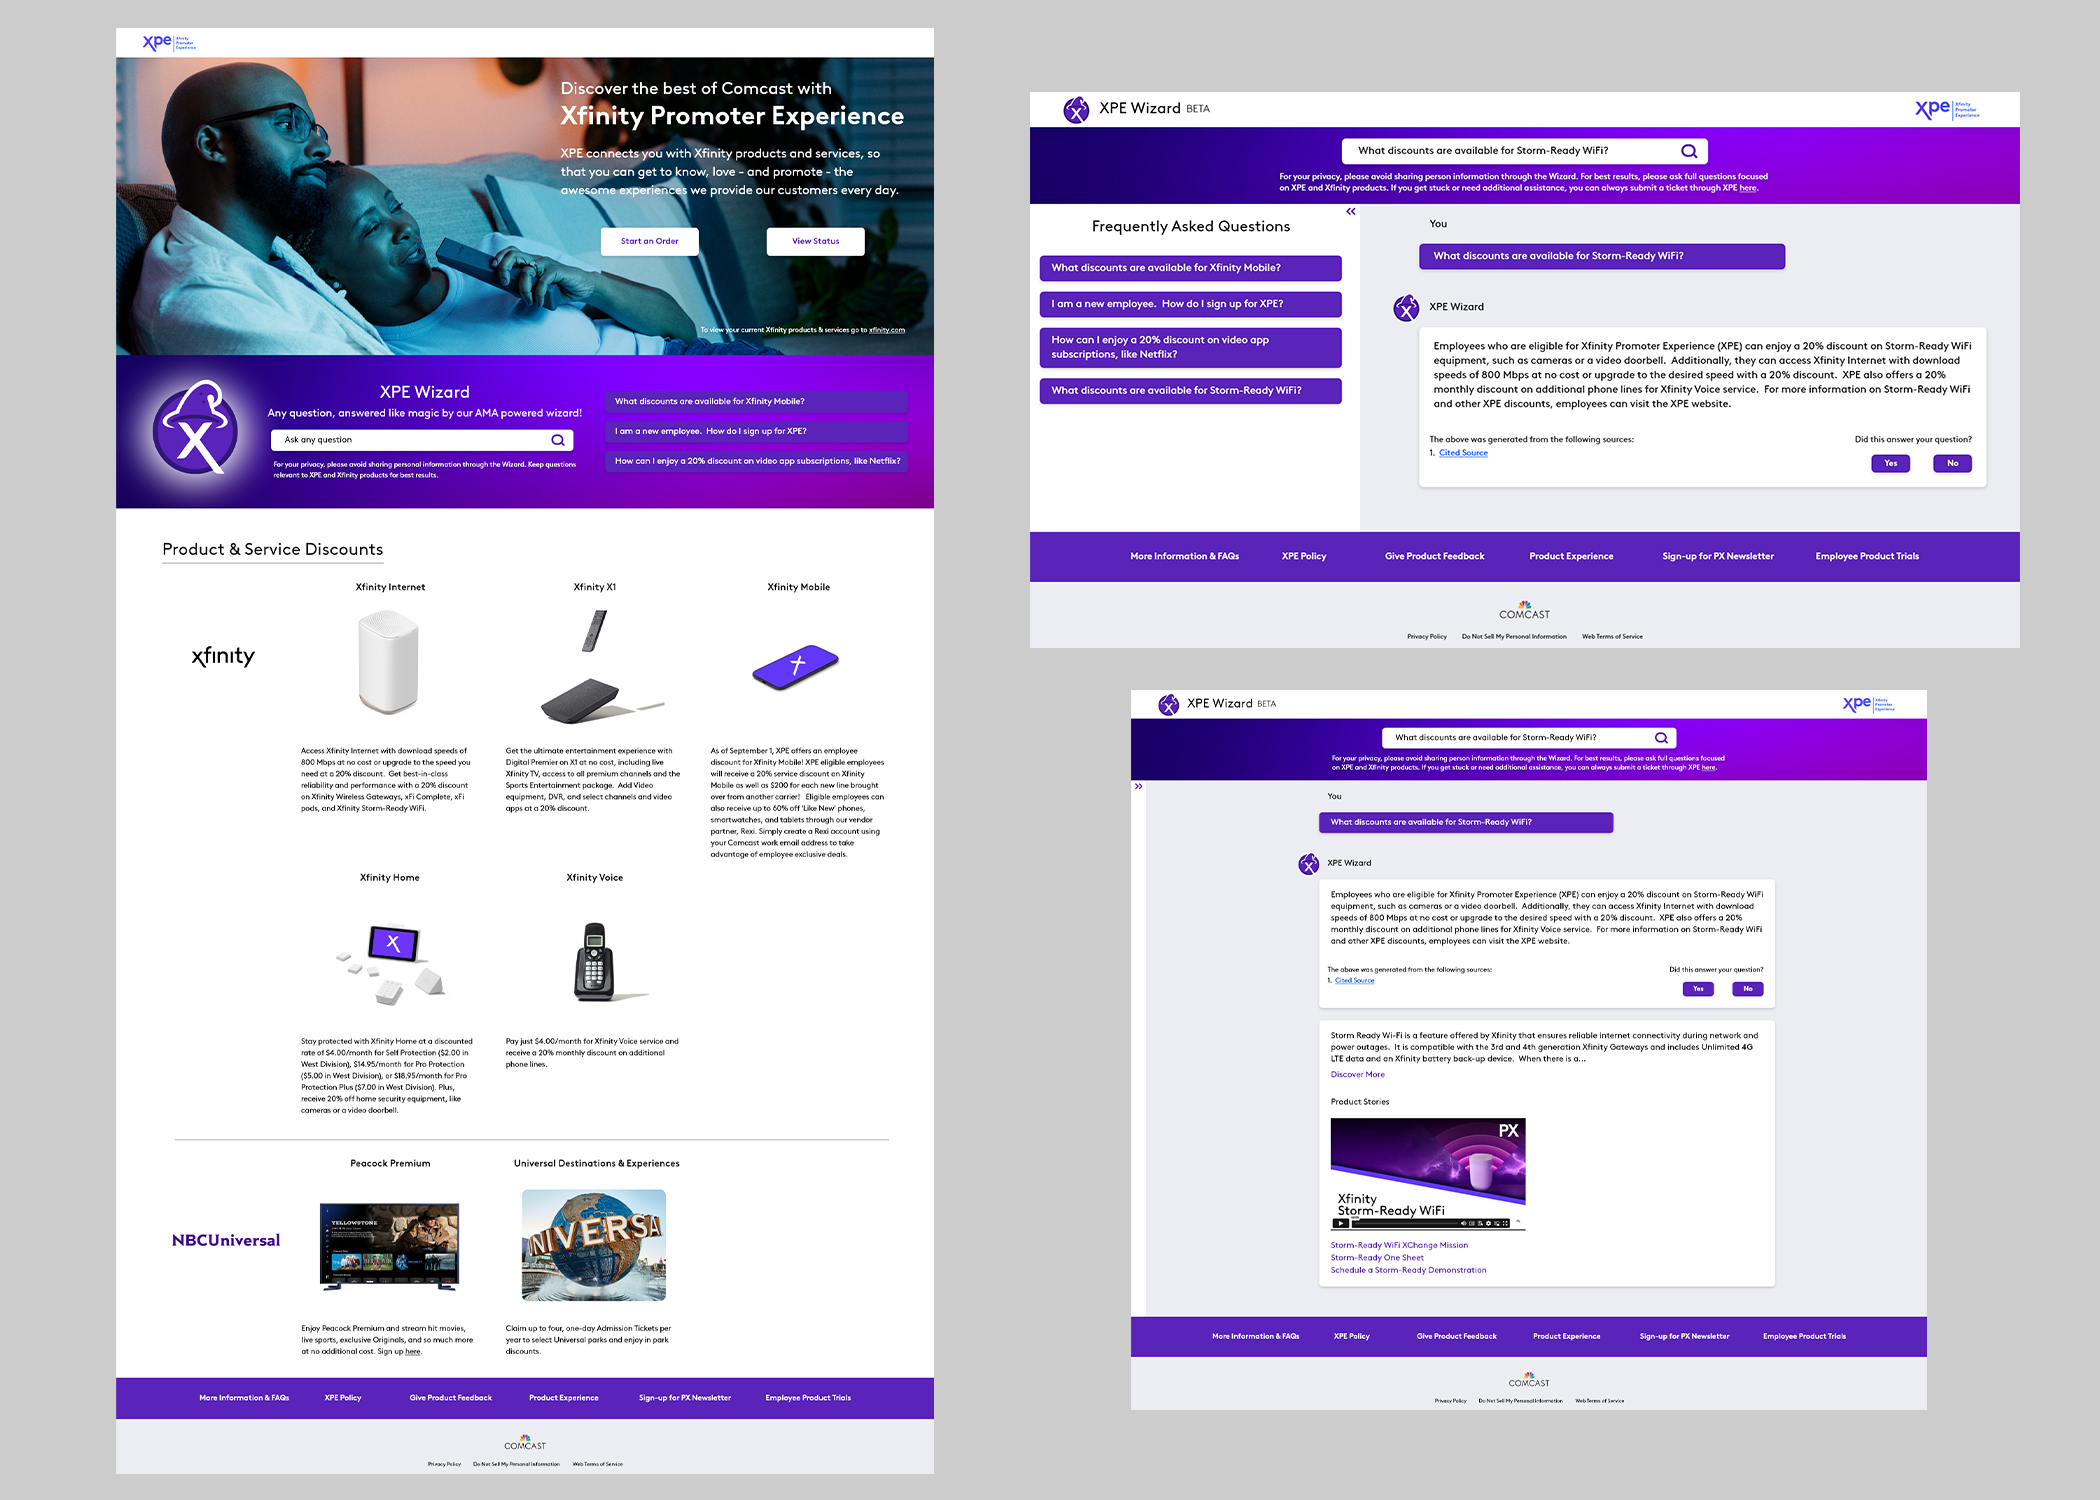 xpe Xfinity
Promoter
Experience
Discover the best of Comcast with
Xfinity Promoter Experience
XPE connects you with Xfinity products and services, so
that you can get to know, love - and promote - the
awesome experiences we provide our customers every day.
Start an Order
View Status
To view your current Xfinity products & services go to xfinity.com
XPE Wizard
Any question, answered like magic by our AMA powered wizard!
Ask any question
For your privacy, please avoid sharing personal information through the Wizard. Keep questions
relevant to XPE and Xfinity products for best results.
What discounts are available for Xfinity Mobile?
I am a new employee. How do I sign up for XPE?
How can I enjoy a 20% discount on video app subscriptions, like Netflix?
Product & Service Discounts
xfinity
Xfinity Internet
Access Xfinity Internet with download speeds of
800 Mbps at no cost or upgrade to the speed you
need at a 20% discount. Get best-in-class
reliability and performance with a 20% discount
on Xfinity Wireless Gateways, xFi Complete, xFi
pods, and Xfinity Storm-Ready WiFi.
Xfinity X1
Get the ultimate entertainment experience with
Digital Premier on X1 at no cost, including live
Xfinity TV, access to all premium channels and the
Sports Entertainment package. Add Video
equipment, DVR, and select channels and video
apps at a 20% discount.
Xfinity Mobile
As of September 1, XPE offers an employee
discount for Xfinity Mobile! XPE eligible employees
will receive a 20% service discount on Xfinity
Mobile as well as $200 for each new line brought
over from another carrier! Eligible employees can
also receive up to 60% off 'Like New' phones,
smartwatches, and tablets through our vendor
partner, Rexi. Simply create a Rexi account using
your Comcast work email address to take
advantage of employee exclusive deals.
Xfinity Home
Stay protected with Xfinity Home at a discounted
rate of $4.00/month for Self Protection ($2.00 in
West Division), $14.95/month for Pro Protection
($5.00 in West Division), or $18.95/month for Pro
Protection Plus ($7.00 in West Division). Plus,
receive 20% off home security equipment, like
cameras or a video doorbell.
Xfinity Voice
Pay just $4.00/month for Xfinity Voice service and
receive a 20% monthly discount on additional
phone lines.
NBCUniversal
Peacock Premium
YELLOWSTONE
Enjoy Peacock Premium and stream hit movies,
live sports, exclusive Originals, and so much more
at no additional cost. Sign up here.
Universal Destinations & Experiences
NIVERSA
Claim up to four, one-day Admission Tickets per
year to select Universal parks and enjoy in park
discounts.
More Information & FAQs
XPE Policy
Give Product Feedback
Product Experience
Sign-up for PX Newsletter
Employee Product Trials
COMCAST
Privacy Policy
Do Not Sell My Personal Information
Web Terms of Service
XPE Wizard BETA
xpe Xfinity
Promoter
Experience
What discounts are available for Storm-Ready WiFi?
For your privacy, please avoid sharing person information through the Wizard. For best results, please ask full questions focused
on XPE and Xfinity products. If you get stuck or need additional assistance, you can always submit a ticket through XPE here.
Frequently Asked Questions
What discounts are available for Xfinity Mobile?
I am a new employee. How do I sign up for XPE?
How can I enjoy a 20% discount on video app
subscriptions, like Netflix?
What discounts are available for Storm-Ready WiFi?
You
What discounts are available for Storm-Ready WiFi?
XPE Wizard
Employees who are eligible for Xfinity Promoter Experience (XPE) can enjoy a 20% discount on Storm-Ready WiFi
equipment, such as cameras or a video doorbell. Additionally, they can access Xfinity Internet with download
speeds of 800 Mbps at no cost or upgrade to the desired speed with a 20% discount. XPE also offers a 20%
monthly discount on additional phone lines for Xfinity Voice service. For more information on Storm-Ready WiFi
and other XPE discounts, employees can visit the XPE website.
The above was generated from the following sources:
1. Cited Source
Did this answer your question?
Yes
No
More Information & FAQs
XPE Policy
Give Product Feedback
Product Experience
Sign-up for PX Newsletter
Employee Product Trials
COMCAST
Privacy Policy
Do Not Sell My Personal Information
Web Terms of Service
XPE Wizard BETA
xpe Xfinity
Promoter
Experience
What discounts are available for Storm-Ready WiFi?
For your privacy, please avoid sharing person information through the Wizard. For best results, please ask full questions focused
on XPE and Xfinity products. If you get stuck or need additional assistance, you can always submit a ticket through XPE here.
You
What discounts are available for Storm-Ready WiFi?
XPE Wizard
Employees who are eligible for Xfinity Promoter Experience (XPE) can enjoy a 20% discount on Storm-Ready WiFi
equipment, such as cameras or a video doorbell. Additionally, they can access Xfinity Internet with download
speeds of 800 Mbps at no cost or upgrade to the desired speed with a 20% discount. XPE also offers a 20%
monthly discount on additional phone lines for Xfinity Voice service. For more information on Storm-Ready WiFi
and other XPE discounts, employees can visit the XPE website.
The above was generated from the following sources:
1. Cited Source
Did this answer your question?
Yes
No
Storm Ready Wi-Fi is a feature offered by Xfinity that ensures reliable internet connectivity during network and
power outages. It is compatible with the 3rd and 4th generation Xfinity Gateways and includes Unlimited 4G
LTE data and an Xfinity battery back-up device. When there is a...
Discover More
Product Stories
PX
Xfinity
Storm-Ready WiFi
Storm-Ready WiFi XChange Mission
Storm-Ready One Sheet
Schedule a Storm-Ready Demonstration
More Information & FAQs
XPE Policy
Give Product Feedback
Product Experience
Sign-up for PX Newsletter
Employee Product Trials
COMCAST
Privacy Policy
Do Not Sell My Personal Information
Web Terms of Service